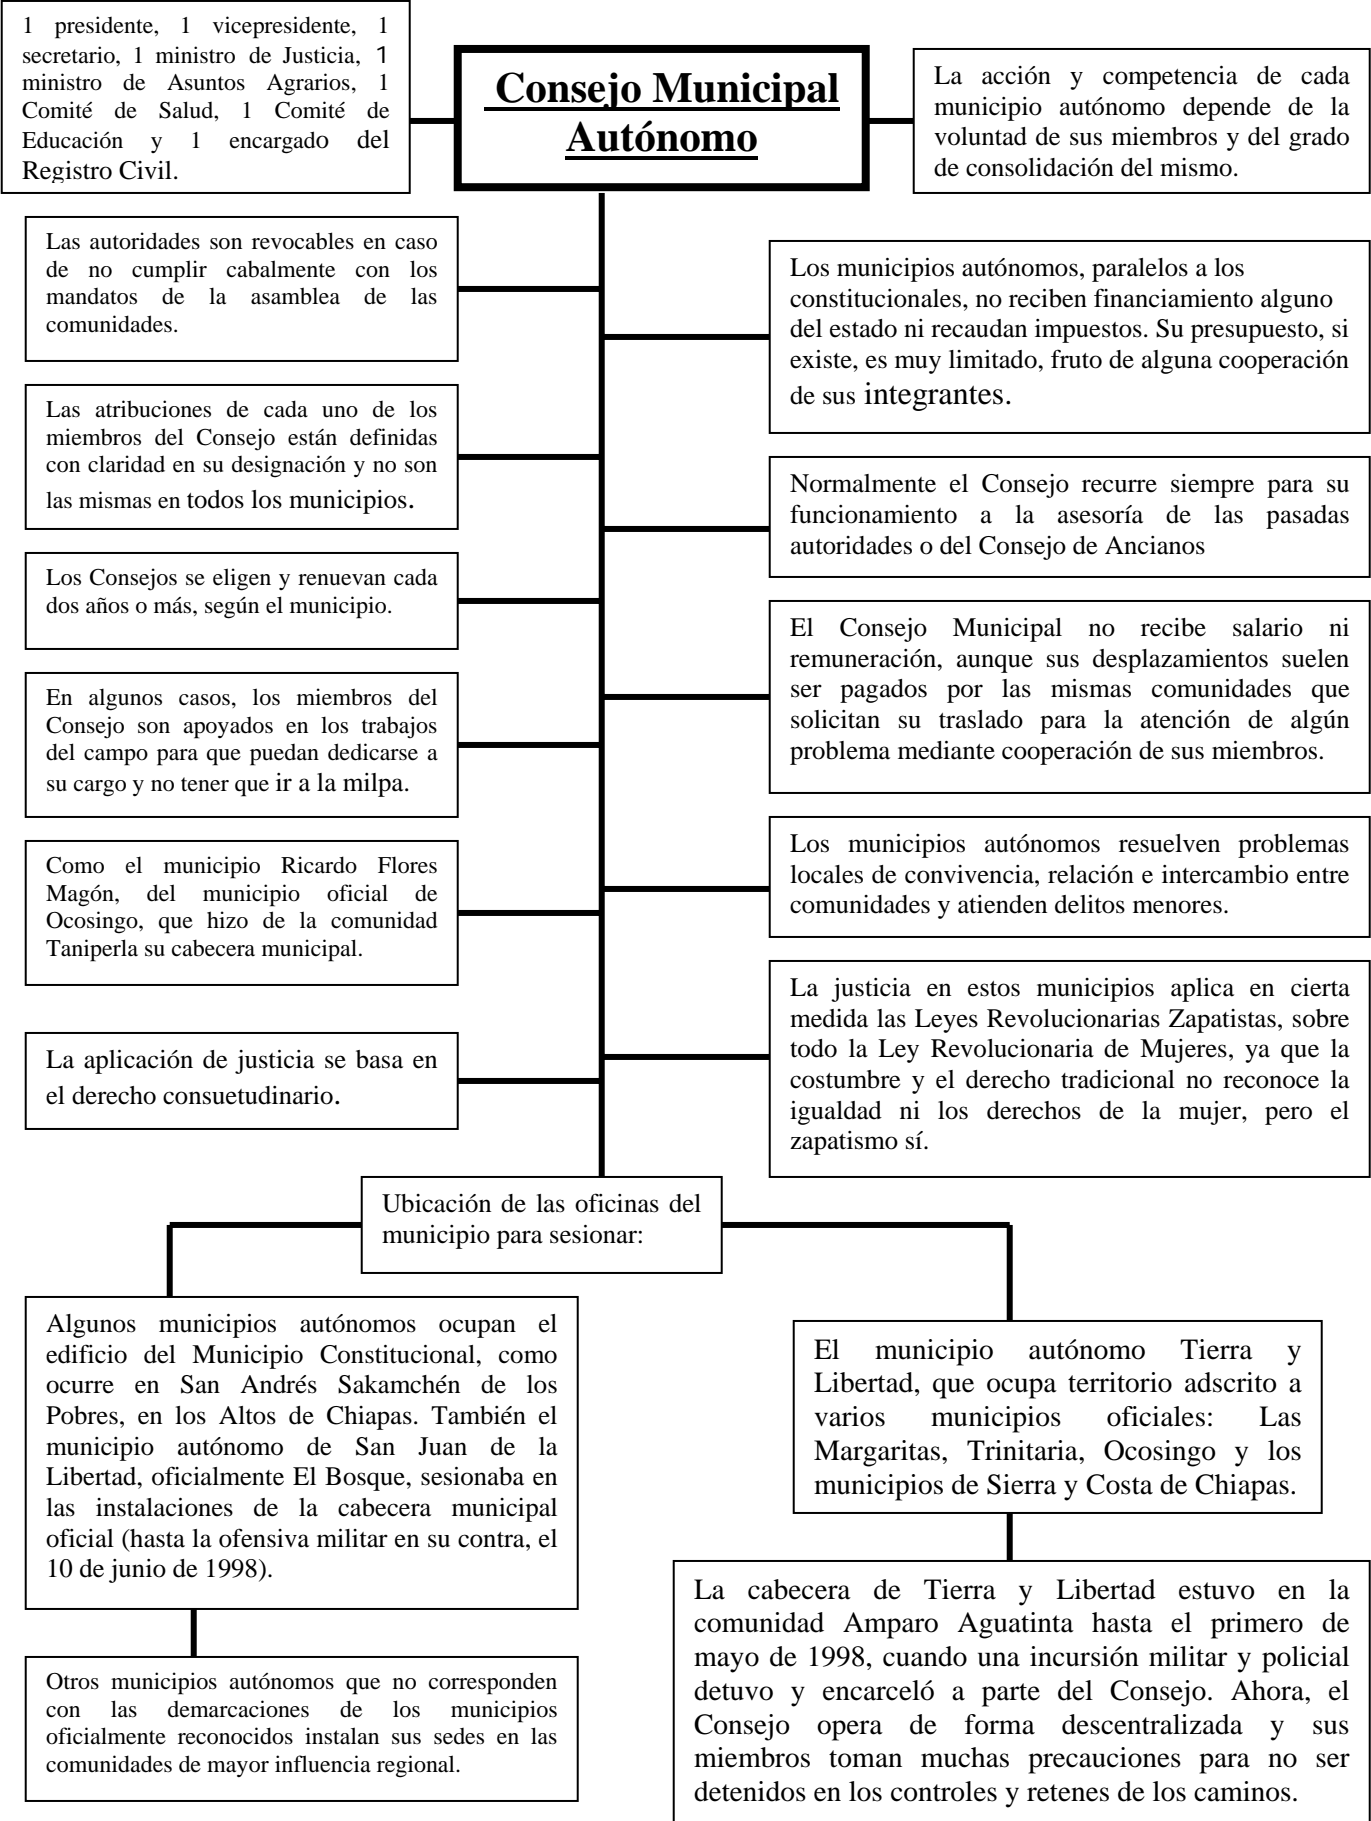 1 presidente, 1 vicepresidente, 1
secretario, 1 ministro de Justicia, 1
ministro de Asuntos Agrarios, 1
Comité de Salud, 1 Comité de
Educación y 1 encargado del
Registro Civil.
Consejo Municipal
Autónomo
La acción y competencia de cada
municipio autónomo depende de la
voluntad de sus miembros y del grado
de consolidación del mismo.
Las autoridades son revocables en caso
de no cumplir cabalmente con los
mandatos de la asamblea de las
comunidades.
Los municipios autónomos, paralelos a los
constitucionales, no reciben financiamiento alguno
del estado ni recaudan impuestos. Su presupuesto, si
existe, es muy limitado, fruto de alguna cooperación
de sus integrantes.
Las atribuciones de cada uno de los
miembros del Consejo están definidas
con claridad en su designación y no son
las mismas en todos los municipios.
Normalmente el Consejo recurre siempre para su
funcionamiento a la asesoría de las pasadas
autoridades o del Consejo de Ancianos
Los Consejos se eligen y renuevan cada
dos años o más, según el municipio.
El Consejo Municipal no recibe salario ni
remuneración, aunque sus desplazamientos suelen
ser pagados por las mismas comunidades que
solicitan su traslado para la atención de algún
problema mediante cooperación de sus miembros.
En algunos casos, los miembros del
Consejo son apoyados en los trabajos
del campo para que puedan dedicarse a
su cargo y no tener que ir a la milpa.
Los municipios autónomos resuelven problemas
locales de convivencia, relación e intercambio entre
comunidades y atienden delitos menores.
Como el municipio Ricardo Flores
Magón, del municipio oficial de
Ocosingo, que hizo de la comunidad
Taniperla su cabecera municipal.
La justicia en estos municipios aplica en cierta
medida las Leyes Revolucionarias Zapatistas, sobre
todo la Ley Revolucionaria de Mujeres, ya que la
costumbre y el derecho tradicional no reconoce la
igualdad ni los derechos de la mujer, pero el
zapatismo sí.
La aplicación de justicia se basa en
el derecho consuetudinario.
Ubicación de las oficinas del
municipio para sesionar:
Algunos municipios autónomos ocupan el
edificio del Municipio Constitucional, como
ocurre en San Andrés Sakamchén de los
Pobres, en los Altos de Chiapas. También el
municipio autónomo de San Juan de la
Libertad, oficialmente El Bosque, sesionaba en
las instalaciones de la cabecera municipal
oficial (hasta la ofensiva militar en su contra, el
10 de junio de 1998).
El municipio autónomo Tierra y
Libertad, que ocupa territorio adscrito a
varios municipios oficiales: Las
Margaritas, Trinitaria, Ocosingo y los
municipios de Sierra y Costa de Chiapas.
Otros municipios autónomos que no corresponden
con las demarcaciones de los municipios
oficialmente reconocidos instalan sus sedes en las
comunidades de mayor influencia regional.
La cabecera de Tierra y Libertad estuvo en la
comunidad Amparo Aguatinta hasta el primero de
mayo de 1998, cuando una incursión militar y policial
detuvo y encarceló a parte del Consejo. Ahora, el
Consejo opera de forma descentralizada y sus
miembros toman muchas precauciones para no ser
detenidos en los controles y retenes de los caminos.